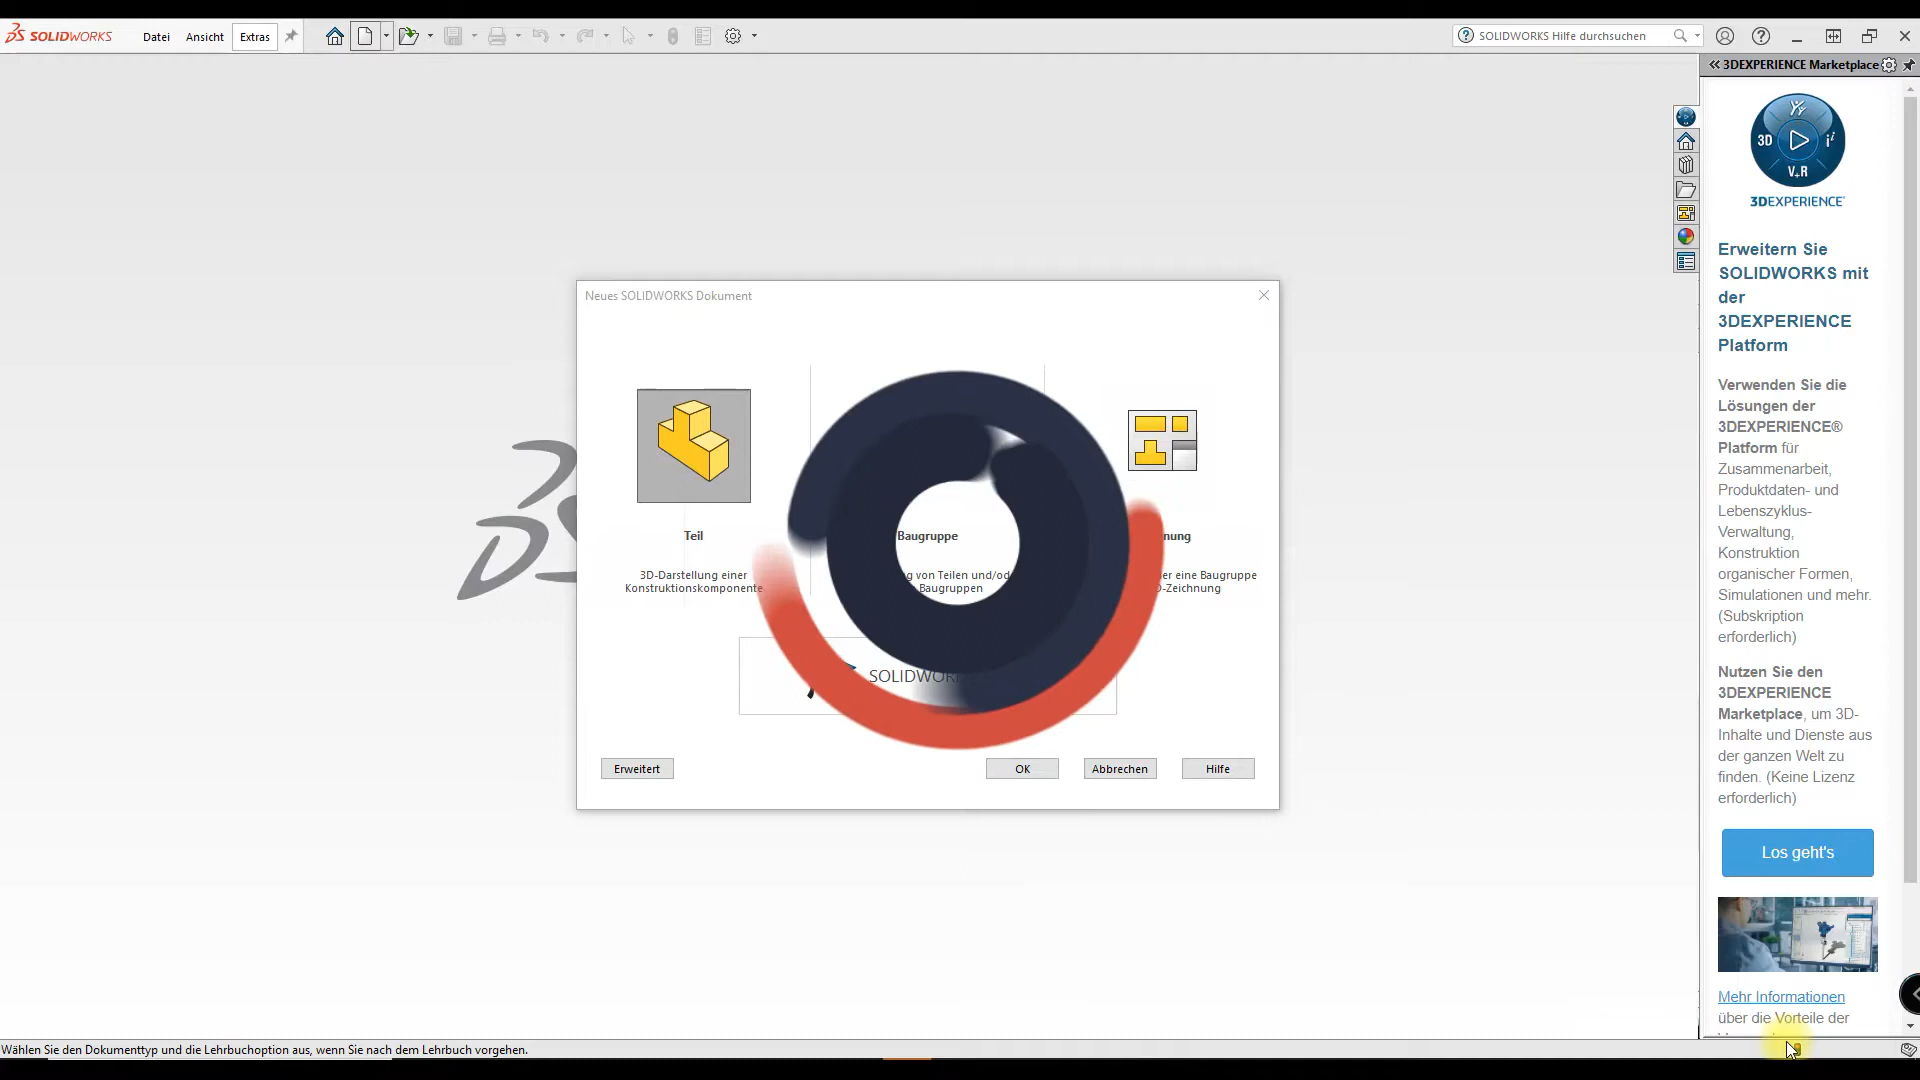 SOLIDWORKS
Datei
Ansicht
Extras
SOLIDWORKS Hilfe durchsuchen
3DEXPERIENCE Marketplace
3D
V+R
3DEXPERIENCE
Erweitern Sie
SOLIDWORKS mit
der
3DEXPERIENCE
Platform
Verwenden Sie die
Lösungen der
3DEXPERIENCE®
Platform für
Zusammenarbeit,
Produktdaten- und
Lebenszyklus-
Verwaltung,
Konstruktion
organischer Formen,
Simulationen und mehr.
(Subskription
erforderlich)
Nutzen Sie den
3DEXPERIENCE
Marketplace, um 3D-
Inhalte und Dienste aus
der ganzen Welt zu
finden. (Keine Lizenz
erforderlich)
Los geht's
Mehr Informationen
über die Vorteile der
Neues SOLIDWORKS Dokument
Teil
3D-Darstellung einer
Konstruktionskomponente
Baugruppe
von Teilen
Baugruppen
eine Baugruppe
SOLIDWOR
Erweitert
OK
Abbrechen
Hilfe
Wählen Sie den Dokumenttyp und die Lehrbuchoption aus, wenn Sie nach dem Lehrbuch vorgehen.